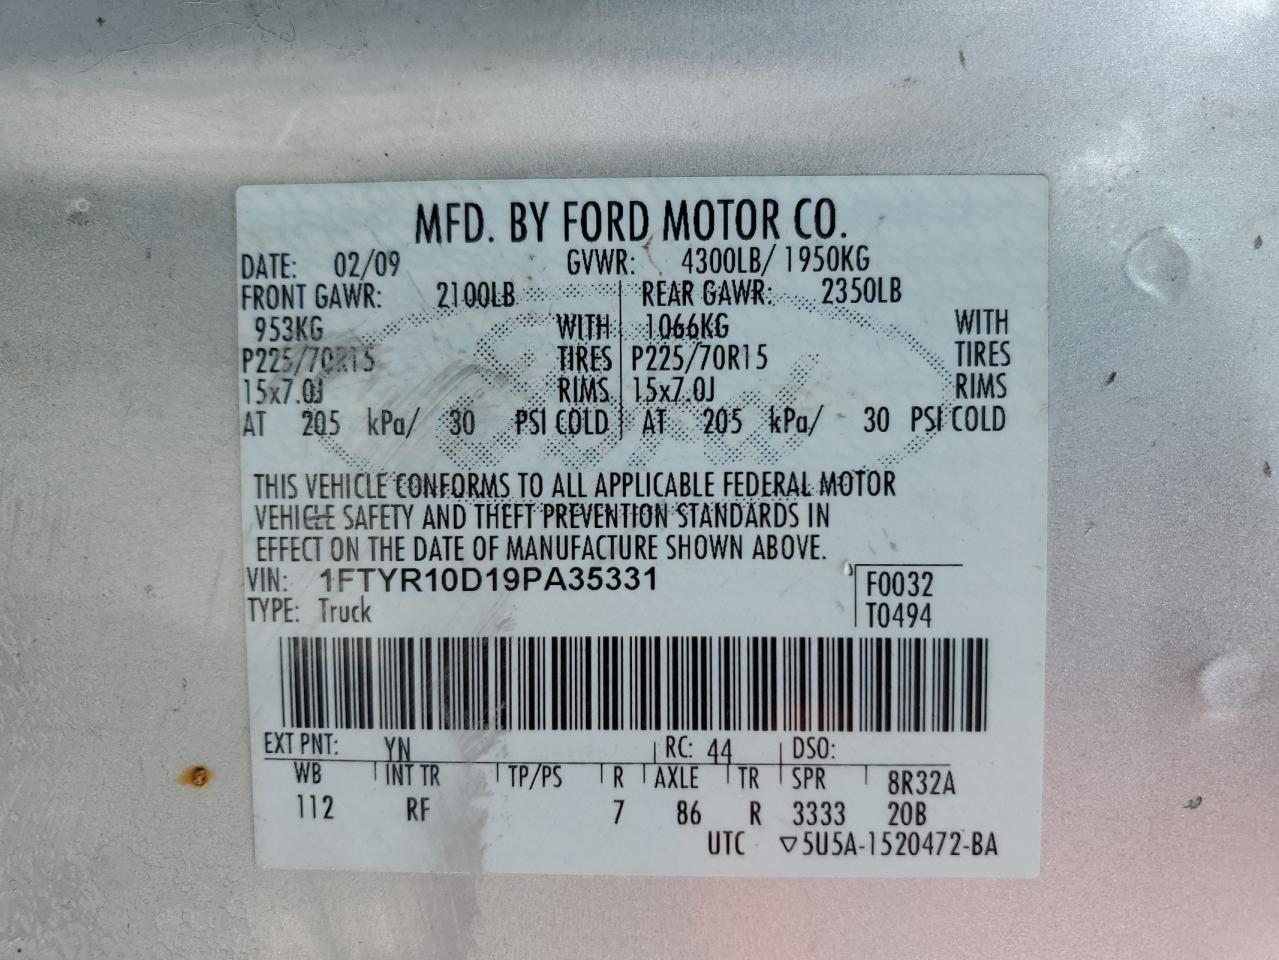 MFD. BY FORD MOTOR CO.
DATE: 02/09 GVWR: 4300LB/ 1950KG
FRONT GAWR: 2100LB REAR GAWR: 2350LB
953KG WITH 1066KG WITH
P225/70R15 TIRES P225/70R15 TIRES
15x7.0J RIMS 15x7.0J RIMS
AT 205 kPa/ 30 PSI COLD AT 205 kPa/ 30 PSI COLD
THIS VEHICLE CONFORMS TO ALL APPLICABLE FEDERAL MOTOR
VEHICLE SAFETY AND THEFT PREVENTION STANDARDS IN
EFFECT ON THE DATE OF MANUFACTURE SHOWN ABOVE.
VIN: 1FTYR10D19PA35331 F0032
TYPE: Truck T0494
EXT PNT: YN RC: 44 DSO:
WB INT TR TP/PS R AXLE TR SPR 8R32A
112 RF 7 86 R 3333 20B
UTC ▽5U5A-1520472-BA